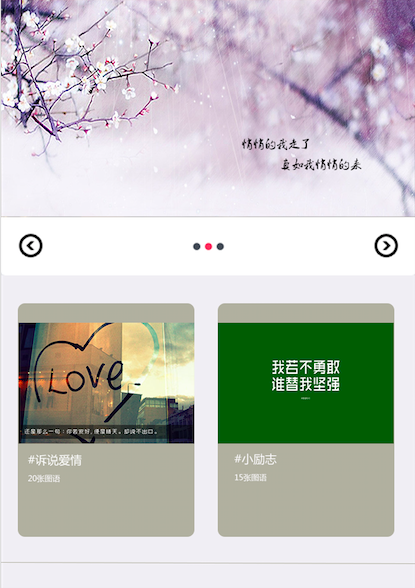 悄悄的我走了
正如我悄悄的来
Love
还是那么一句:你若安好,便是晴天。却说不出口。
我若不勇敢
谁替我坚强
#诉说爱情
20张图语
#小励志
15张图语